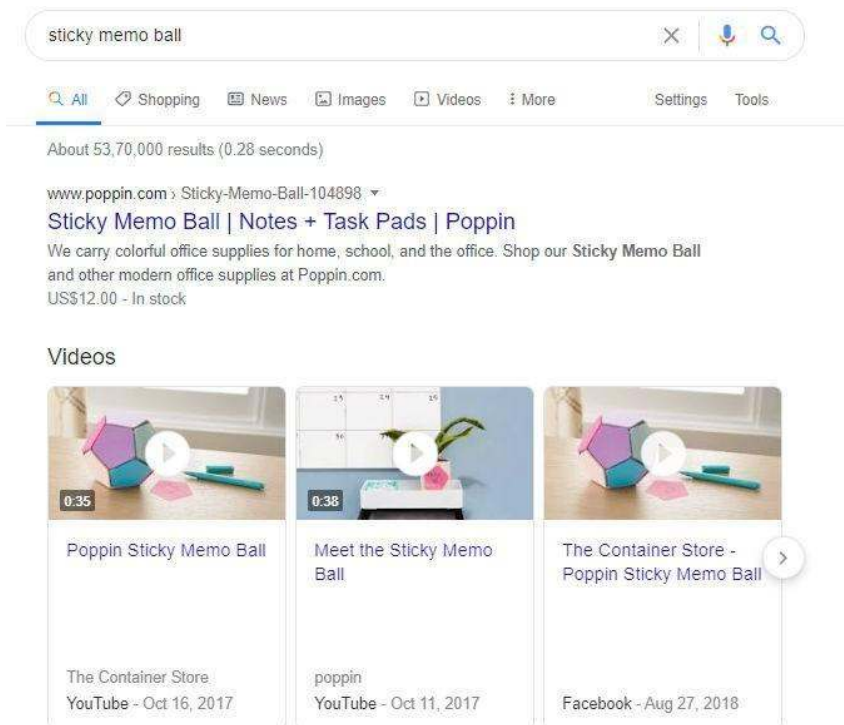 sticky memo ball
All Shopping News Images Videos More Settings Tools
About 53,70,000 results (0.28 seconds)
www.poppin.com › Sticky-Memo-Ball-104898
Sticky Memo Ball | Notes + Task Pads | Poppin
We carry colorful office supplies for home, school, and the office. Shop our Sticky Memo Ball
and other modern office supplies at Poppin.com.
US$12.00 - In stock
Videos
0:35
Poppin Sticky Memo Ball
The Container Store
YouTube - Oct 16, 2017
23 24 25
30
0:38
Meet the Sticky Memo
Ball
poppin
YouTube - Oct 11, 2017
The Container Store -
Poppin Sticky Memo Ball
Facebook - Aug 27, 2018